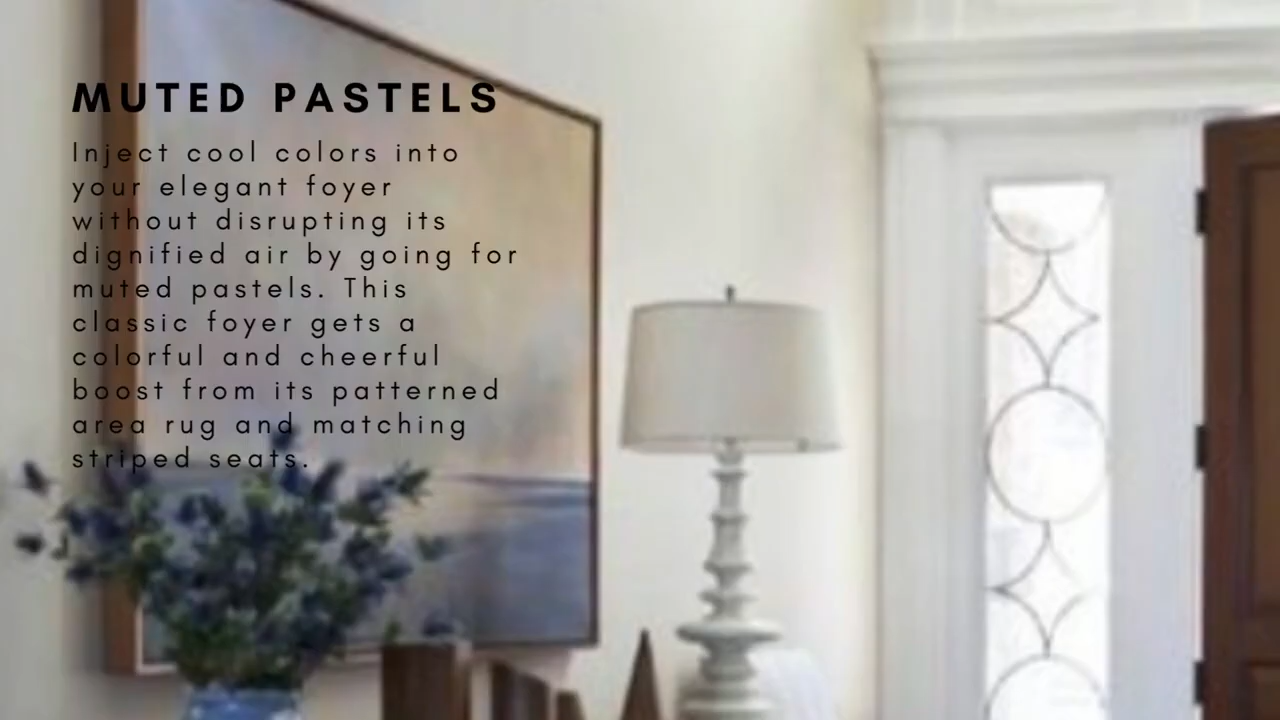 MUTED PASTELS
Inject cool colors into
your elegant foyer
without disrupting its
dignified air by going for
muted pastels. This
classic foyer gets a
colorful and cheerful
boost from its patterned
area rug and matching
striped seats.